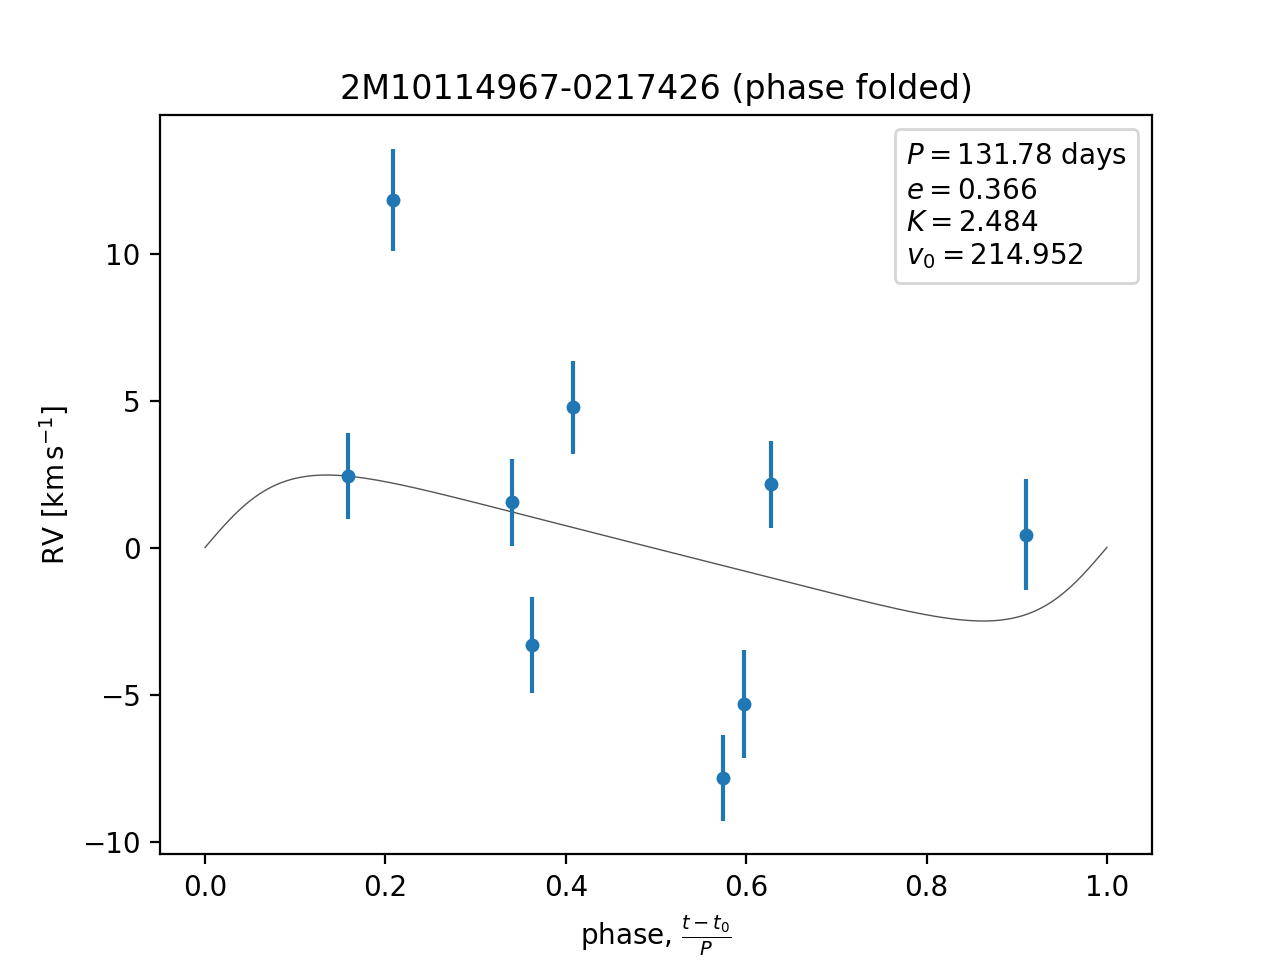 2M10114967-0217426 (phase folded)
P = 131.78 days
e = 0.366
K = 2.484
v₀ = 214.952
RV [km s⁻¹]
10
5
0
−5
−10
0.0 0.2 0.4 0.6 0.8 1.0
phase, (t − t₀)/P